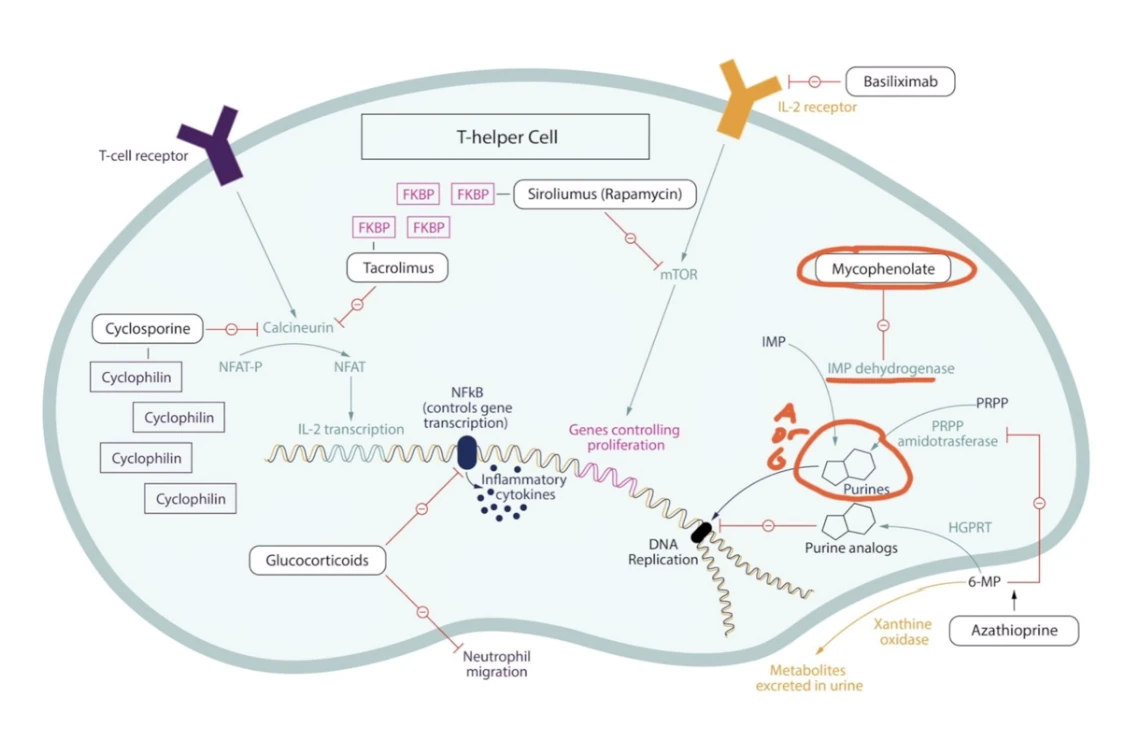 Basiliximab
IL-2 receptor
T-helper Cell
T-cell receptor
FKBP
FKBP
Siroliumus (Rapamycin)
FKBP
FKBP
Tacrolimus
mTOR
Mycophenolate
Cyclosporine
Calcineurin
IMP
NFAT-P
NFAT
IMP dehydrogenase
Cyclophilin
NFkB
(controls gene
transcription)
PRPP
A
or
G
PRPP
amidotrasferase
Cyclophilin
IL-2 transcription
Genes controlling
proliferation
Cyclophilin
Inflammatory
cytokines
Purines
Cyclophilin
HGPRT
DNA
Replication
Purine analogs
Glucocorticoids
6-MP
Xanthine
oxidase
Azathioprine
Neutrophil
migration
Metabolites
excreted in urine